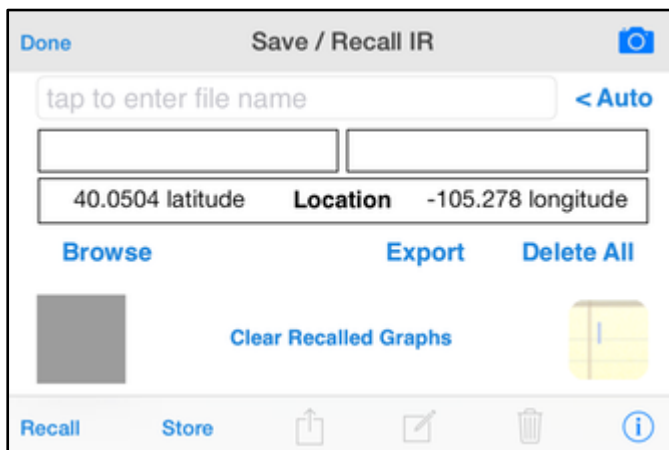 Done Save / Recall IR
tap to enter file name < Auto
40.0504 latitude Location -105.278 longitude
Browse Export Delete All
Clear Recalled Graphs
Recall Store